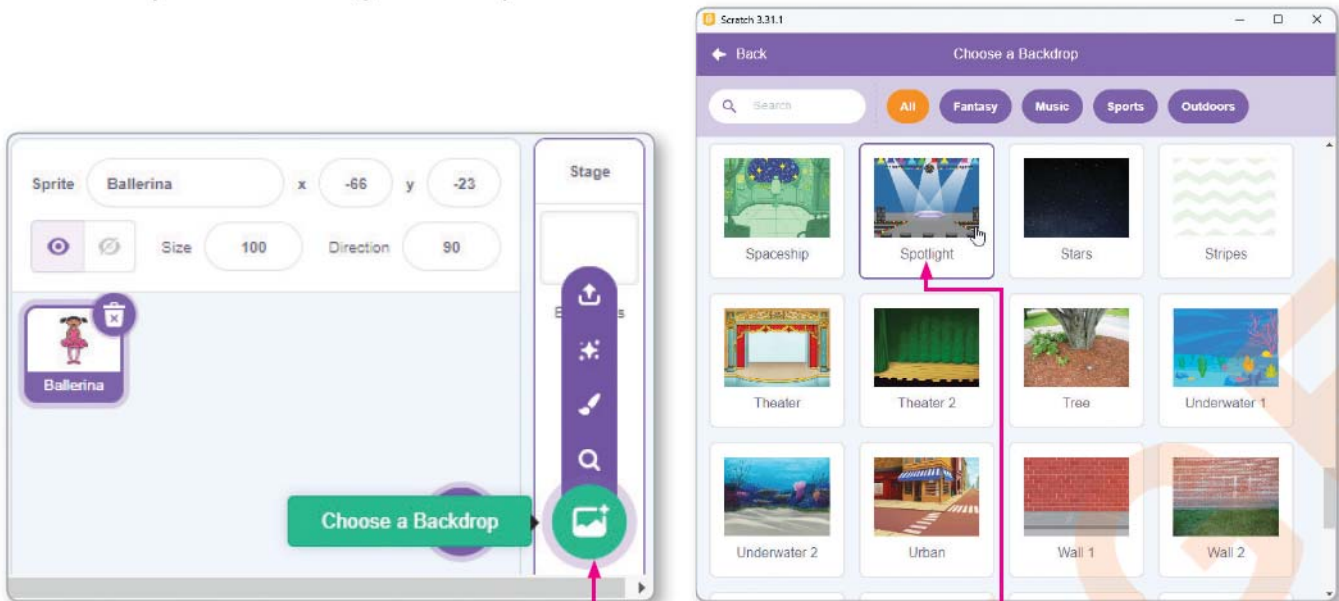 Sprite Ballerina x -66 y -23
Size 100 Direction 90
Ballerina
Stage
Choose a Backdrop
Scratch 3.31.1
Back Choose a Backdrop
Search All Fantasy Music Sports Outdoors
Spaceship Spotlight Stars Stripes
Theater Theater 2 Tree Underwater 1
Underwater 2 Urban Wall 1 Wall 2